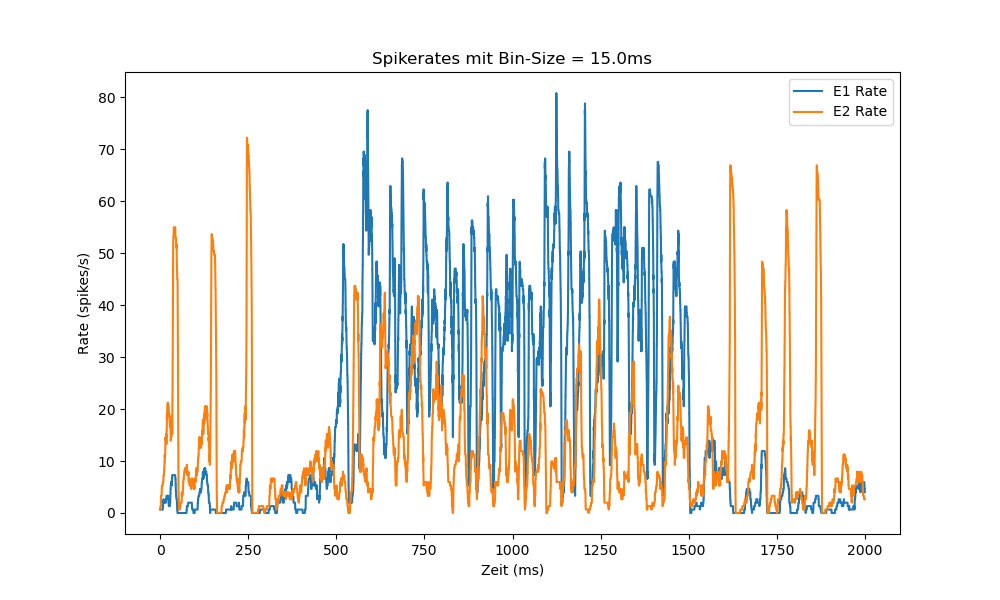 Spikerates mit Bin-Size = 15.0ms
E1 Rate
E2 Rate
Rate (spikes/s)
80
70
60
50
40
30
20
10
0
0 250 500 750 1000 1250 1500 1750 2000
Zeit (ms)